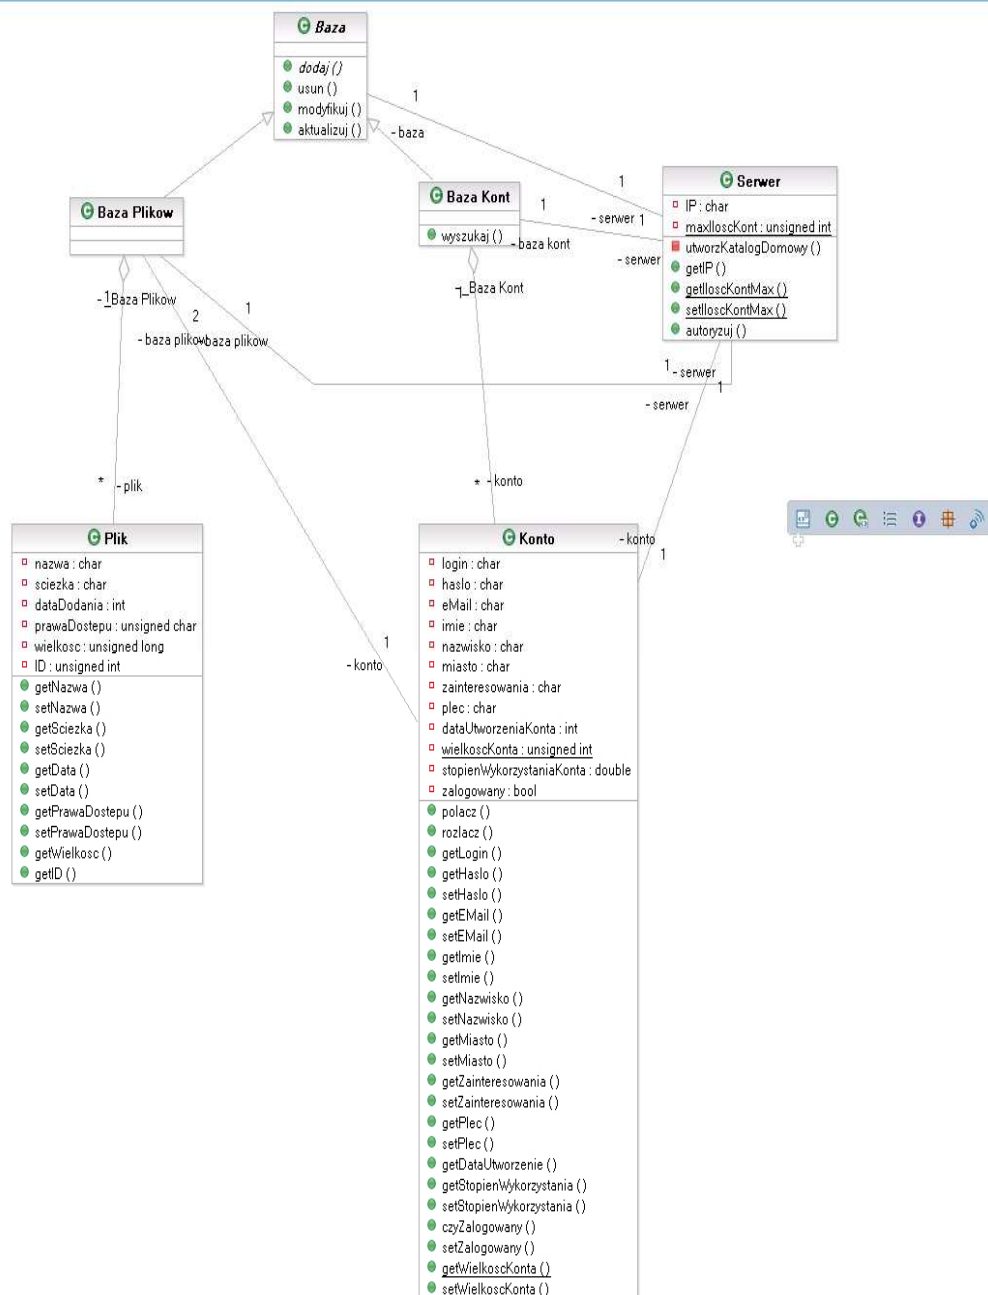 Baza
dodaj ()
usun ()
modyfikuj ()
aktualizuj ()
1
- baza
1
Baza Plikow
Baza Kont
wyszukaj ()
1
- baza kont
- serwer 1
- serwer
Serwer
IP : char
maxIloscKont : unsigned int
utworzKatalogDomowy ()
getIP ()
getIloscKontMax ()
setIloscKontMax ()
autoryzuj ()
- 1_Baza Plikow
2
1
- baza plikow
- baza plikow
1_Baza Kont
1 - serwer
1
- serwer
* - plik
* - konto
- konto
1
1
- konto
Plik
nazwa : char
sciezka : char
dataDodania : int
prawaDostepu : unsigned char
wielkosc : unsigned long
ID : unsigned int
getNazwa ()
setNazwa ()
getSciezka ()
setSciezka ()
getData ()
setData ()
getPrawaDostepu ()
setPrawaDostepu ()
getWielkosc ()
getID ()
Konto
login : char
haslo : char
eMail : char
imie : char
nazwisko : char
miasto : char
zainteresowania : char
plec : char
dataUtworzeniaKonta : int
wielkoscKonta : unsigned int
stopienWykorzystaniaKonta : double
zalogowany : bool
polacz ()
rozlacz ()
getLogin ()
getHaslo ()
setHaslo ()
getEMail ()
setEMail ()
getImie ()
setImie ()
getNazwisko ()
setNazwisko ()
getMiasto ()
setMiasto ()
getZainteresowania ()
setZainteresowania ()
getPlec ()
setPlec ()
getDataUtworzenie ()
getStopienWykorzystania ()
setStopienWykorzystania ()
czyZalogowany ()
setZalogowany ()
getWielkoscKonta ()
setWielkoscKonta ()